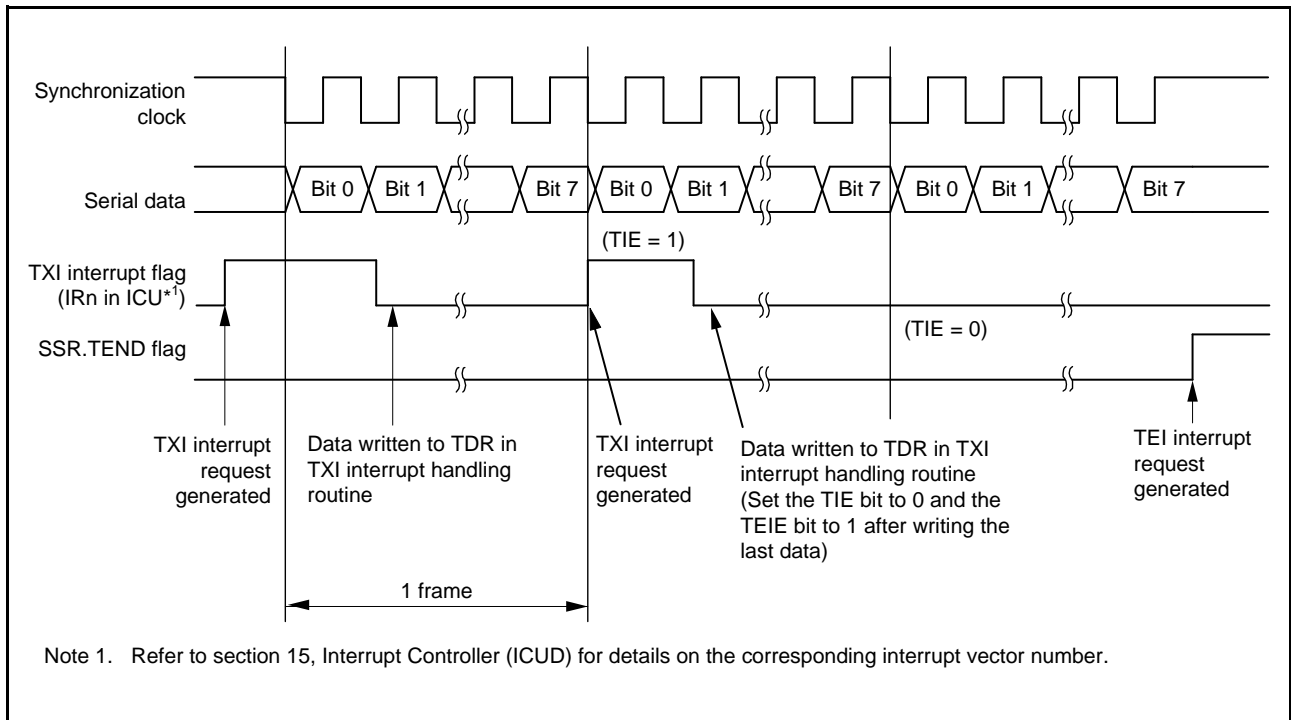 Synchronization
clock
Serial data
Bit 0 Bit 1 Bit 7 Bit 0 Bit 1 Bit 7 Bit 0 Bit 1 Bit 7
(TIE = 1)
TXI interrupt flag
(IRn in ICU*1)
(TIE = 0)
SSR.TEND flag
TXI interrupt
request
generated
Data written to TDR in
TXI interrupt handling
routine
TXI interrupt
request
generated
Data written to TDR in TXI
interrupt handling routine
(Set the TIE bit to 0 and the
TEIE bit to 1 after writing the
last data)
TEI interrupt
request
generated
1 frame
Note 1. Refer to section 15, Interrupt Controller (ICUD) for details on the corresponding interrupt vector number.